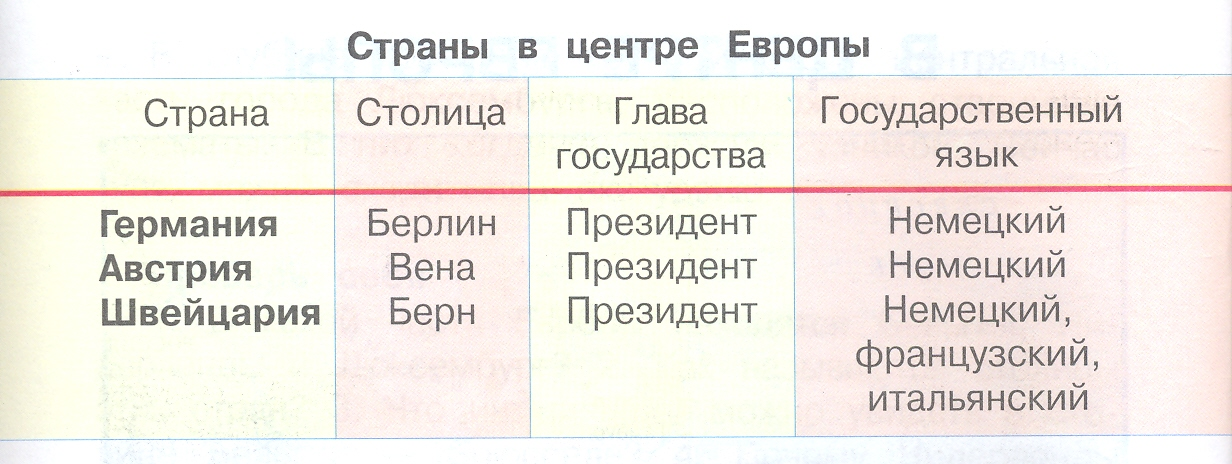 Страны в центре Европы
Страна Столица Глава государства Государственный язык
Германия Берлин Президент Немецкий
Австрия Вена Президент Немецкий
Швейцария Берн Президент Немецкий,
французский,
итальянский